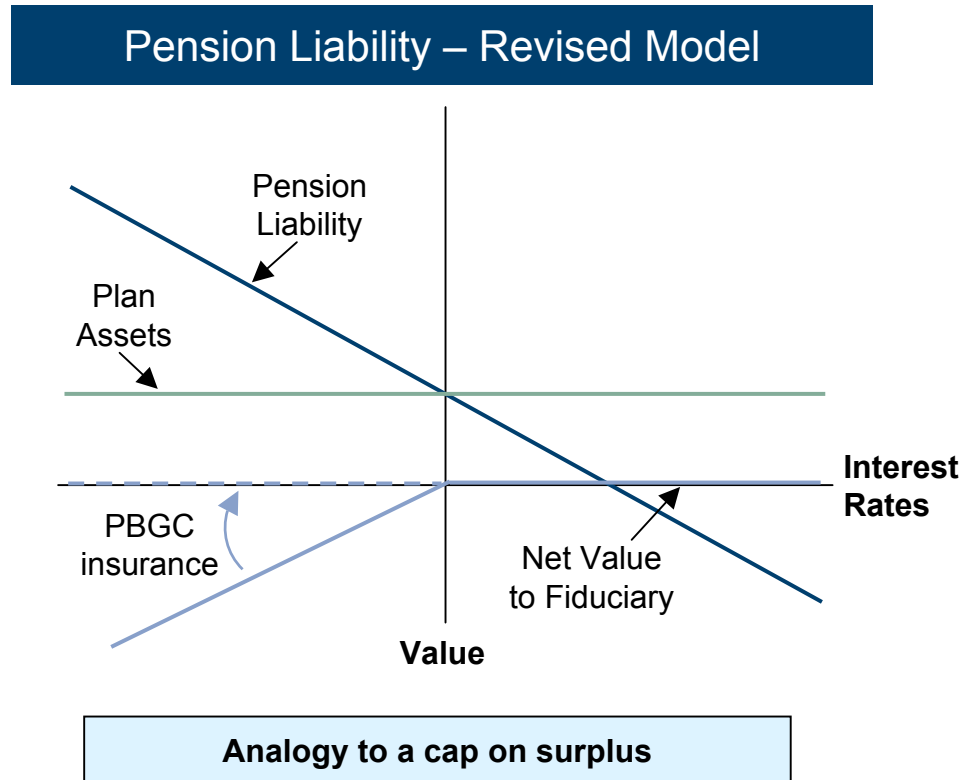 Pension Liability – Revised Model
Pension
Liability
Plan
Assets
Interest
Rates
PBGC
insurance
Net Value
to Fiduciary
Value
Analogy to a cap on surplus